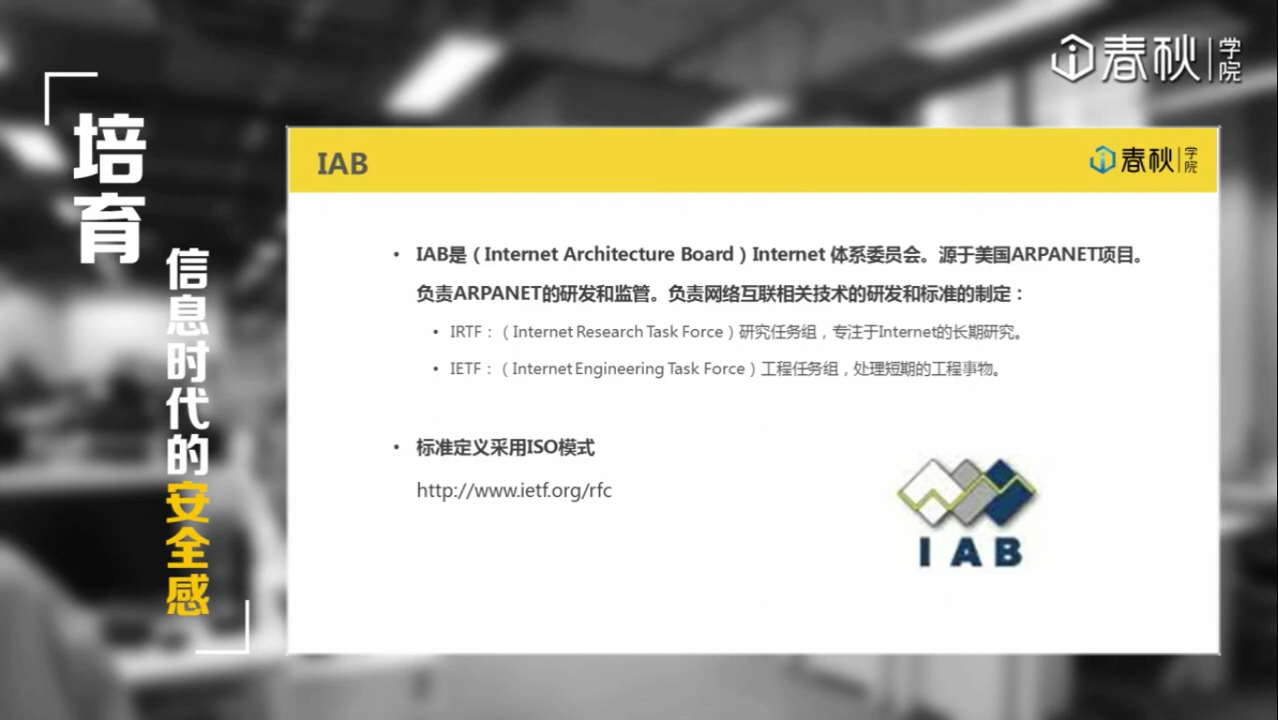 春秋 学院
培育
信息时代的安全感
IAB
春秋 学院
• IAB是（Internet Architecture Board）Internet 体系委员会。源于美国ARPANET项目。
负责ARPANET的研发和监管。负责网络互联相关技术的研发和标准的制定：
• IRTF：（Internet Research Task Force）研究任务组，专注于Internet的长期研究。
• IETF：（Internet Engineering Task Force）工程任务组，处理短期的工程事物。
• 标准定义采用ISO模式
http://www.ietf.org/rfc
IAB